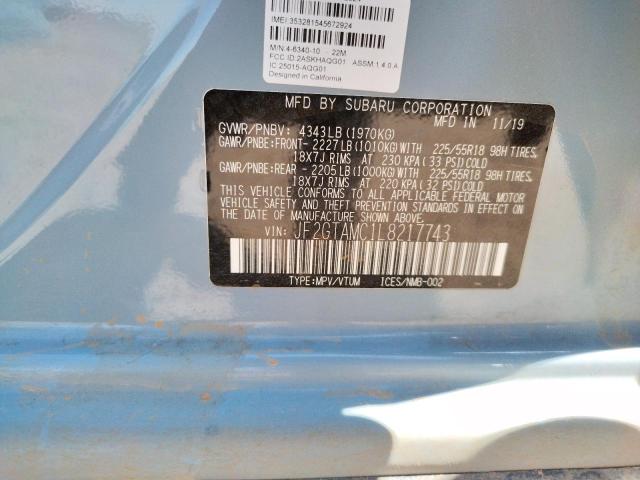 IMEI: 353281545672924
M/N:4-6340-10 - 22M
FCC ID:2ASKHAQG01 ASSM:1.4.0.A
IC:25015-AQG01
Designed in California
MFD BY SUBARU CORPORATION
GVWR/PNBV: 4343LB (1970KG) MFD IN 11/19
GAWR/PNBE:FRONT- 2227LB (1010KG) WITH 225/55R18 98H TIRES.
18X7J RIMS AT 230 KPA (33 PSI) COLD
GAWR/PNBE:REAR - 2205LB (1000KG) WITH 225/55R18 98H TIRES.
18X7J RIMS AT 220 KPA (32 PSI) COLD
THIS VEHICLE CONFORMS TO ALL APPLICABLE FEDERAL MOTOR
VEHICLE SAFETY AND THEFT PREVENTION STANDARDS IN
EFFECT ON THE DATE OF MANUFACTURE SHOWN ABOVE.
VIN: JF2GTAMC1L8217743
TYPE:MPV/VTUM ICES/NMB-002